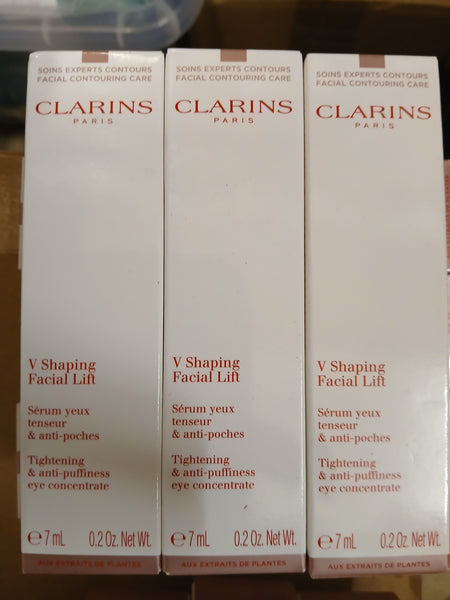 SOINS EXPERTS CONTOURS
FACIAL CONTOURING CARE
CLARINS
PARIS
V Shaping
Facial Lift
Sérum yeux
tenseur
& anti-poches
Tightening
& anti-puffiness
eye concentrate
℮ 7 mL 0.2 Oz. Net Wt.
AUX EXTRAITS DE PLANTES
SOINS EXPERTS CONTOURS
FACIAL CONTOURING CARE
CLARINS
PARIS
V Shaping
Facial Lift
Sérum yeux
tenseur
& anti-poches
Tightening
& anti-puffiness
eye concentrate
℮ 7 mL 0.2 Oz. Net Wt.
AUX EXTRAITS DE PLANTES
SOINS EXPERTS CONTOURS
FACIAL CONTOURING CARE
CLARINS
PARIS
V Shaping
Facial Lift
Sérum yeux
tenseur
& anti-poches
Tightening
& anti-puffiness
eye concentrate
℮ 7 mL 0.2 Oz. Net Wt.
AUX EXTRAITS DE PLANTES